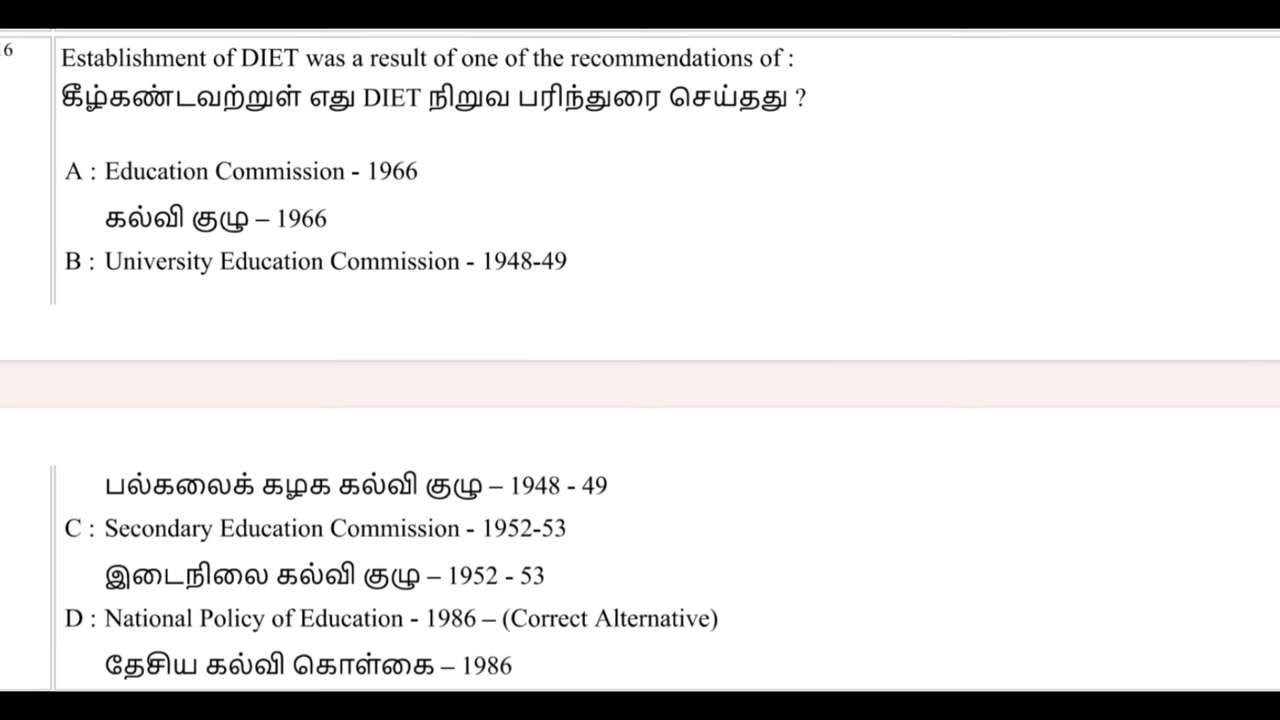 16
Establishment of DIET was a result of one of the recommendations of :
கீழ்கண்டவற்றுள் எது DIET நிறுவ பரிந்துரை செய்தது ?
A : Education Commission - 1966
கல்வி குழு – 1966
B : University Education Commission - 1948-49
பல்கலைக் கழக கல்வி குழு – 1948 - 49
C : Secondary Education Commission - 1952-53
இடைநிலை கல்வி குழு – 1952 - 53
D : National Policy of Education - 1986 – (Correct Alternative)
தேசிய கல்வி கொள்கை – 1986